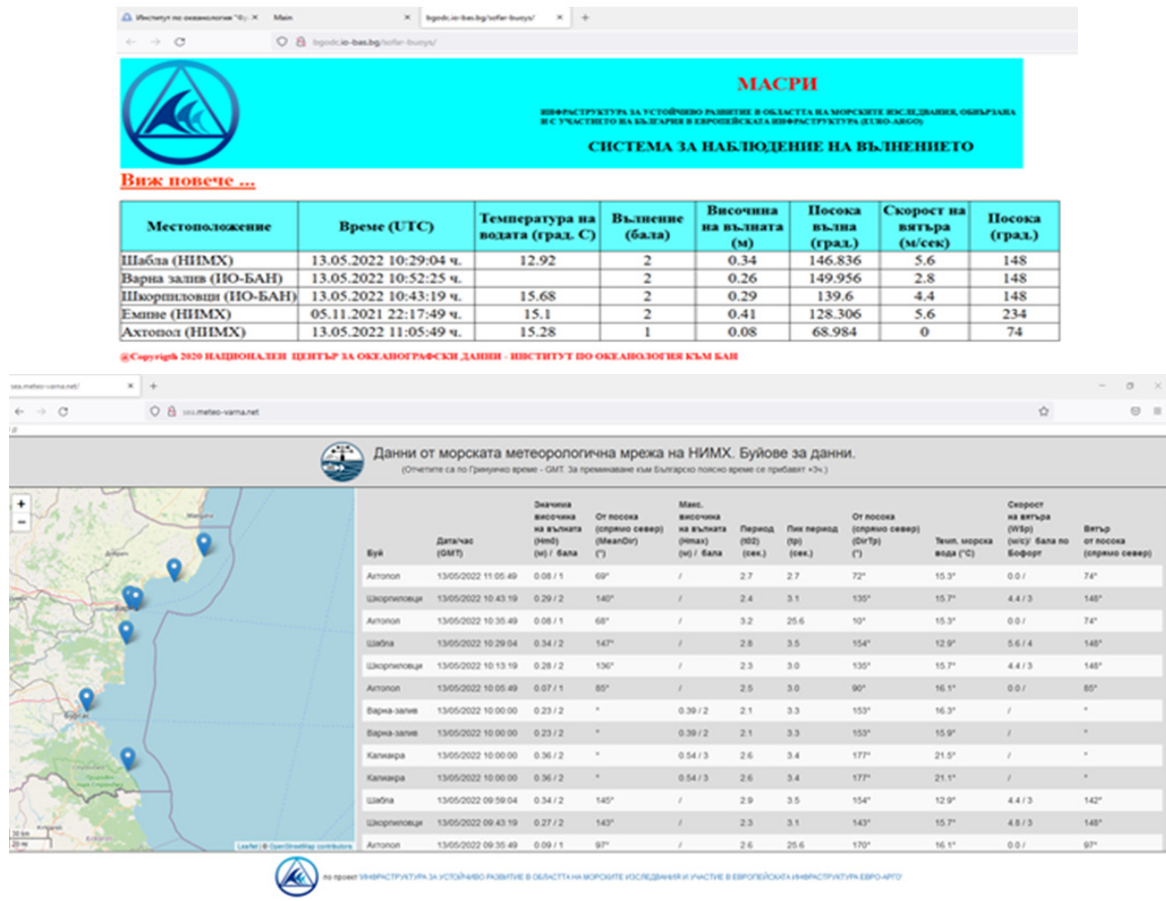 Институт по океанология "Фр
Main
bgodc.io-bas.bg/sofar-buoys/
bgodc.io-bas.bg/sofar-buoys/
МАСРИ
ИНФРАСТРУКТУРА ЗА УСТОЙЧИВО РАЗВИТИЕ В ОБЛАСТТА НА МОРСКИТЕ ИЗСЛЕДВАНИЯ, ОБВЪРЗАНА
И С УЧАСТИЕТО НА БЪЛГАРИЯ В ЕВРОПЕЙСКАТА ИНФРАСТРУКТУРА (EURO-ARGO)
СИСТЕМА ЗА НАБЛЮДЕНИЕ НА ВЪЛНЕНИЕТО
Виж повече ...
Местоположение Време (UTC) Температура на водата (град. C) Вълнение (бала) Височина на вълната (м) Посока вълна (град.) Скорост на вятъра (м/сек) Посока (град.)
Шабла (НИМХ) 13.05.2022 10:29:04 ч. 12.92 2 0.34 146.836 5.6 148
Варна залив (ИО-БАН) 13.05.2022 10:52:25 ч. 2 0.26 149.956 2.8 148
Шкорпиловци (ИО-БАН) 13.05.2022 10:43:19 ч. 15.68 2 0.29 139.6 4.4 148
Емине (НИМХ) 05.11.2021 22:17:49 ч. 15.1 2 0.41 128.306 5.6 234
Ахтопол (НИМХ) 13.05.2022 11:05:49 ч. 15.28 1 0.08 68.984 0 74
@Copyrigth 2020 НАЦИОНАЛЕН ЦЕНТЪР ЗА ОКЕАНОГРАФСКИ ДАННИ - ИНСТИТУТ ПО ОКЕАНОЛОГИЯ КЪМ БАН
sea.meteo-varna.net/
sea.meteo-varna.net
Данни от морската метеорологична мрежа на НИМХ. Буйове за данни.
(Отчетите са по Гринуичко време - GMT. За преминаване към Българско поясно време се прибавят +3ч.)
Буй Дата/час (GMT) Значима височина на вълната (Hm0) (м) / бала От посока (спрямо север) (MeanDir) (°) Макс. височина на вълната (Hmax) (м) / бала Период (t02) (сек.) Пик период (tp) (сек.) От посока (спрямо север) (DirTp) (°) Темп. морска вода (°C) Скорост на вятъра (WSp) (м/с)/ бала по Бофорт Вятър от посока (спрямо север)
Ахтопол 13/05/2022 11:05:49 0.08 / 1 69° / 2.7 2.7 72° 15.3° 0.0 / 74°
Шкорпиловци 13/05/2022 10:43:19 0.29 / 2 140° / 2.4 3.1 135° 15.7° 4.4 / 3 148°
Ахтопол 13/05/2022 10:35:49 0.08 / 1 68° / 3.2 25.6 10° 15.3° 0.0 / 74°
Шабла 13/05/2022 10:29:04 0.34 / 2 147° / 2.8 3.5 154° 12.9° 5.6 / 4 148°
Шкорпиловци 13/05/2022 10:13:19 0.28 / 2 136° / 2.3 3.0 135° 15.7° 4.4 / 3 148°
Ахтопол 13/05/2022 10:05:49 0.07 / 1 85° / 2.5 3.0 90° 16.1° 0.0 / 85°
Варна-залив 13/05/2022 10:00:00 0.23 / 2 ° 0.39 / 2 2.1 3.3 153° 16.3° / °
Варна-залив 13/05/2022 10:00:00 0.23 / 2 ° 0.39 / 2 2.1 3.3 153° 15.9° / °
Калиакра 13/05/2022 10:00:00 0.36 / 2 ° 0.54 / 3 2.6 3.4 177° 21.5° / °
Калиакра 13/05/2022 10:00:00 0.36 / 2 ° 0.54 / 3 2.6 3.4 177° 21.1° / °
Шабла 13/05/2022 09:59:04 0.34 / 2 145° / 2.9 3.5 154° 12.9° 4.4 / 3 142°
Шкорпиловци 13/05/2022 09:43:19 0.27 / 2 143° / 2.3 3.1 143° 15.7° 4.8 / 3 148°
Ахтопол 13/05/2022 09:35:49 0.09 / 1 97° / 2.6 25.6 170° 16.1° 0.0 / 97°
Добрич
Варна
Бургас
30 km
20 mi
Leaflet | © OpenStreetMap contributors
по проект "ИНФРАСТРУКТУРА ЗА УСТОЙЧИВО РАЗВИТИЕ В ОБЛАСТТА НА МОРСКИТЕ ИЗСЛЕДВАНИЯ И УЧАСТИЕ В ЕВРОПЕЙСКАТА ИНФРАСТРУКТУРА ЕВРО-АРГО"